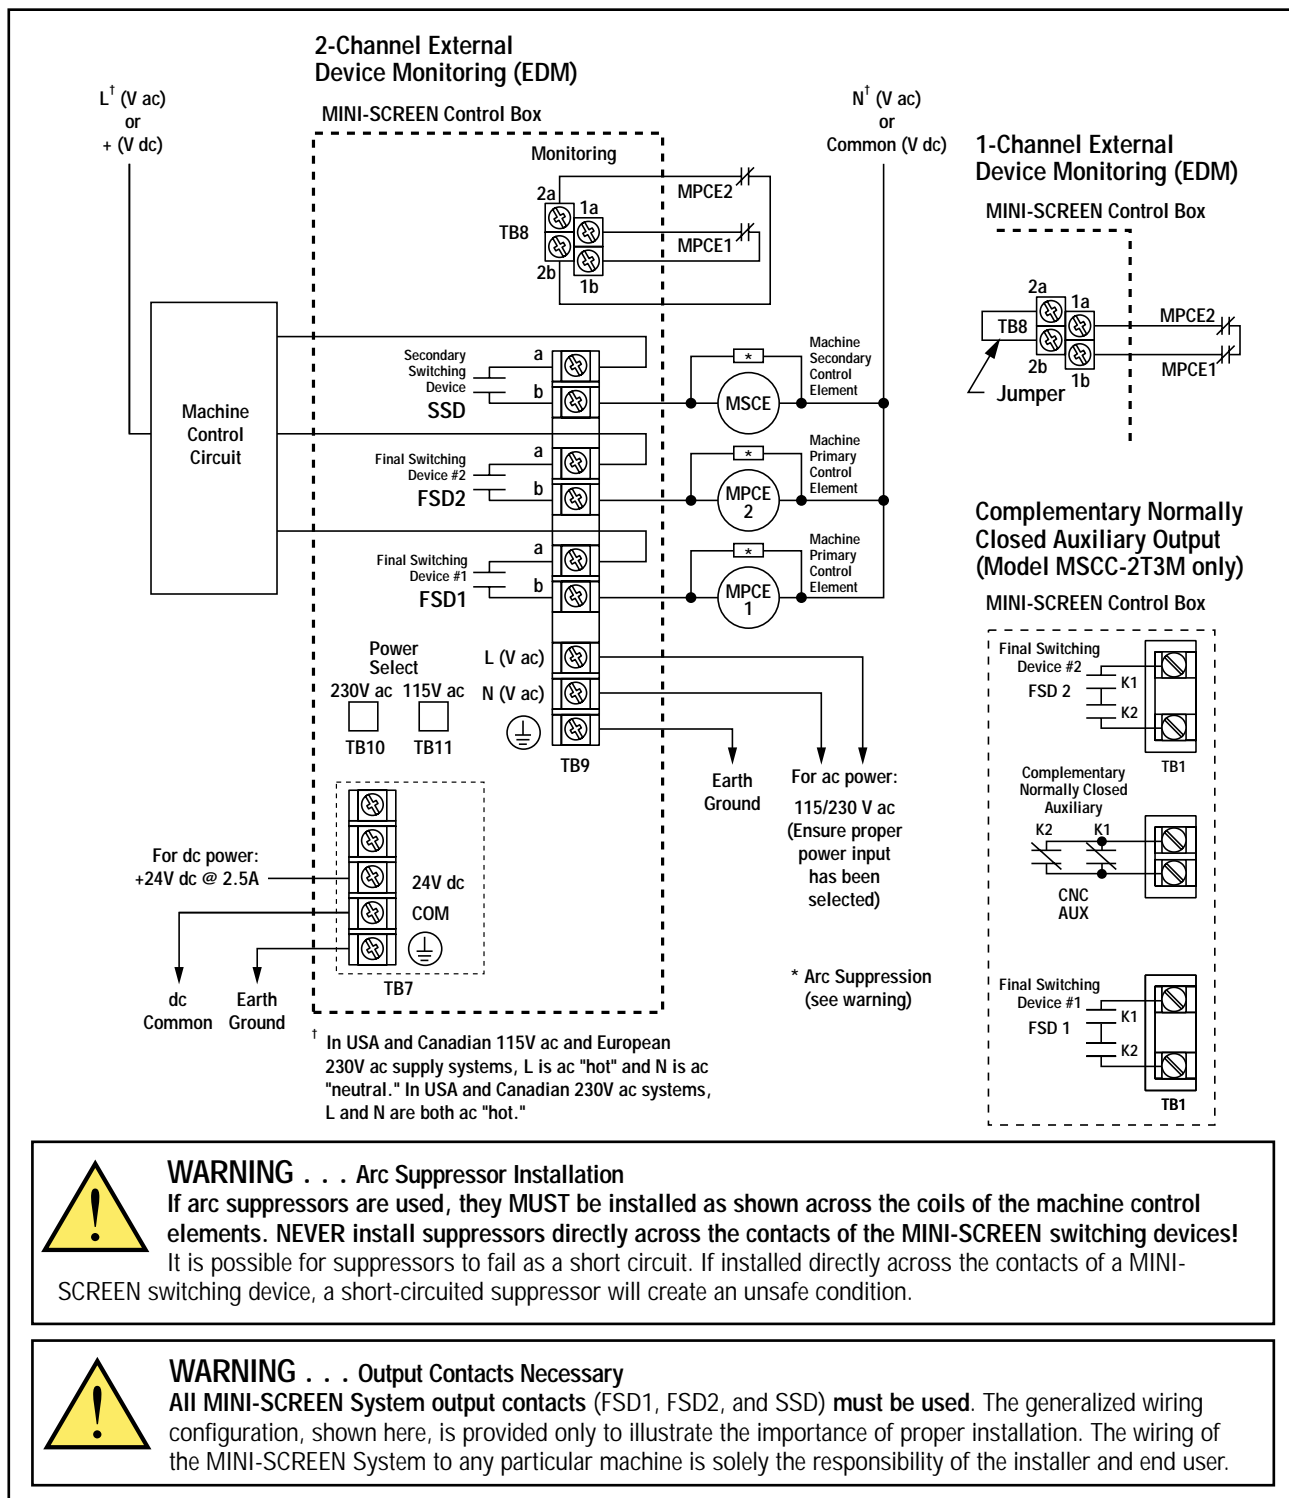 2-Channel External
Device Monitoring (EDM)
L† (V ac)
or
+ (V dc)
MINI-SCREEN Control Box
N† (V ac)
or
Common (V dc)
Monitoring
2a
1a
TB8
2b
1b
MPCE2
MPCE1
Machine
Control
Circuit
Secondary
Switching
Device
SSD
a
b
MSCE
*
Machine
Secondary
Control
Element
Final Switching
Device #2
FSD2
a
b
MPCE
2
*
Machine
Primary
Control
Element
Final Switching
Device #1
FSD1
a
b
MPCE
1
*
Machine
Primary
Control
Element
Power
Select
230V ac 115V ac
TB10 TB11
L (V ac)
N (V ac)
TB9
Earth
Ground
For ac power:
115/230 V ac
(Ensure proper
power input
has been
selected)
For dc power:
+24V dc @ 2.5A
24V dc
COM
TB7
dc
Common
Earth
Ground
* Arc Suppression
(see warning)
† In USA and Canadian 115V ac and European
230V ac supply systems, L is ac "hot" and N is ac
"neutral." In USA and Canadian 230V ac systems,
L and N are both ac "hot."
1-Channel External
Device Monitoring (EDM)
MINI-SCREEN Control Box
2a
1a
TB8
2b
1b
MPCE2
MPCE1
Jumper
Complementary Normally
Closed Auxiliary Output
(Model MSCC-2T3M only)
MINI-SCREEN Control Box
Final Switching
Device #2
FSD 2
K1
K2
TB1
Complementary
Normally Closed
Auxiliary
K2 K1
CNC
AUX
Final Switching
Device #1
FSD 1
K1
K2
TB1
WARNING . . . Arc Suppressor Installation
If arc suppressors are used, they MUST be installed as shown across the coils of the machine control
elements. NEVER install suppressors directly across the contacts of the MINI-SCREEN switching devices!
It is possible for suppressors to fail as a short circuit. If installed directly across the contacts of a MINI-
SCREEN switching device, a short-circuited suppressor will create an unsafe condition.
WARNING . . . Output Contacts Necessary
All MINI-SCREEN System output contacts (FSD1, FSD2, and SSD) must be used. The generalized wiring
configuration, shown here, is provided only to illustrate the importance of proper installation. The wiring of
the MINI-SCREEN System to any particular machine is solely the responsibility of the installer and end user.